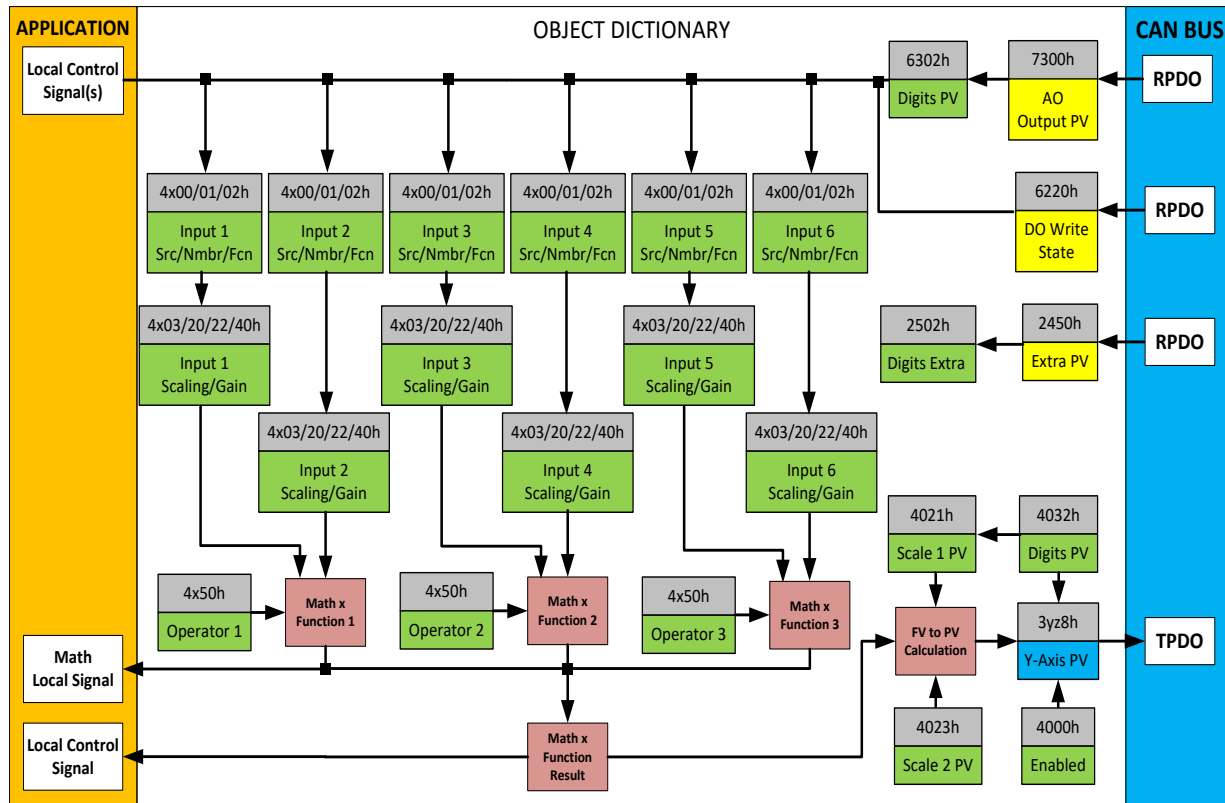 APPLICATION
OBJECT DICTIONARY
CAN BUS
Local Control
Signal(s)
6302h
Digits PV
7300h
AO
Output PV
RPDO
4x00/01/02h
Input 1
Src/Nmbr/Fcn
4x00/01/02h
Input 2
Src/Nmbr/Fcn
4x00/01/02h
Input 3
Src/Nmbr/Fcn
4x00/01/02h
Input 4
Src/Nmbr/Fcn
4x00/01/02h
Input 5
Src/Nmbr/Fcn
4x00/01/02h
Input 6
Src/Nmbr/Fcn
6220h
DO Write
State
RPDO
4x03/20/22/40h
Input 1
Scaling/Gain
4x03/20/22/40h
Input 3
Scaling/Gain
4x03/20/22/40h
Input 5
Scaling/Gain
2502h
Digits Extra
2450h
Extra PV
RPDO
4x03/20/22/40h
Input 2
Scaling/Gain
4x03/20/22/40h
Input 4
Scaling/Gain
4x03/20/22/40h
Input 6
Scaling/Gain
4021h
Scale 1 PV
4032h
Digits PV
4x50h
Operator 1
Math x
Function 1
4x50h
Operator 2
Math x
Function 2
4x50h
Operator 3
Math x
Function 3
FV to PV
Calculation
3yz8h
Y-Axis PV
TPDO
Math
Local Signal
Local Control
Signal
Math x
Function
Result
4023h
Scale 2 PV
4000h
Enabled